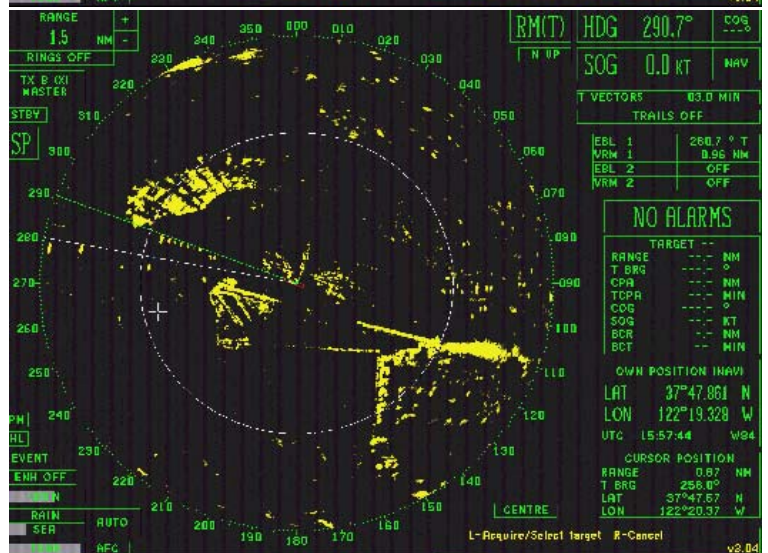 v2.04
RANGE +
1.5 NM -
RINGS OFF
TX B (X)
MASTER
STBY
SP
000 010 020 030 040 050 060 070 080 090 100 110 120 130 140 150 160 170 180 190 200 210 220 230 240 250 260 270 280 290 300 310 320 340 350
RM(T)
N UP
HDG 290.7°
COG
---°
SOG 0.0 KT
NAV
T VECTORS 03.0 MIN
TRAILS OFF
EBL 1 280.7 ° T
VRM 1 0.96 NM
EBL 2 OFF
VRM 2 OFF
NO ALARMS
TARGET --
RANGE --.- NM
T BRG ---.- °
CPA --.- NM
TCPA --.- MIN
COG ---.- °
SOG --.- KT
BCR --.- NM
BCT --.- MIN
OWN POSITION (NAV)
LAT 37°47.861 N
LON 122°19.328 W
UTC 15:57:44 W84
CURSOR POSITION
RANGE 0.87 NM
T BRG 258.0°
LAT 37°47.67 N
LON 122°20.37 W
HL
EVENT
ENH OFF
RAIN
SEA
AUTO
AFC
CENTRE
L-Acquire/Select target R-Cancel
v2.04